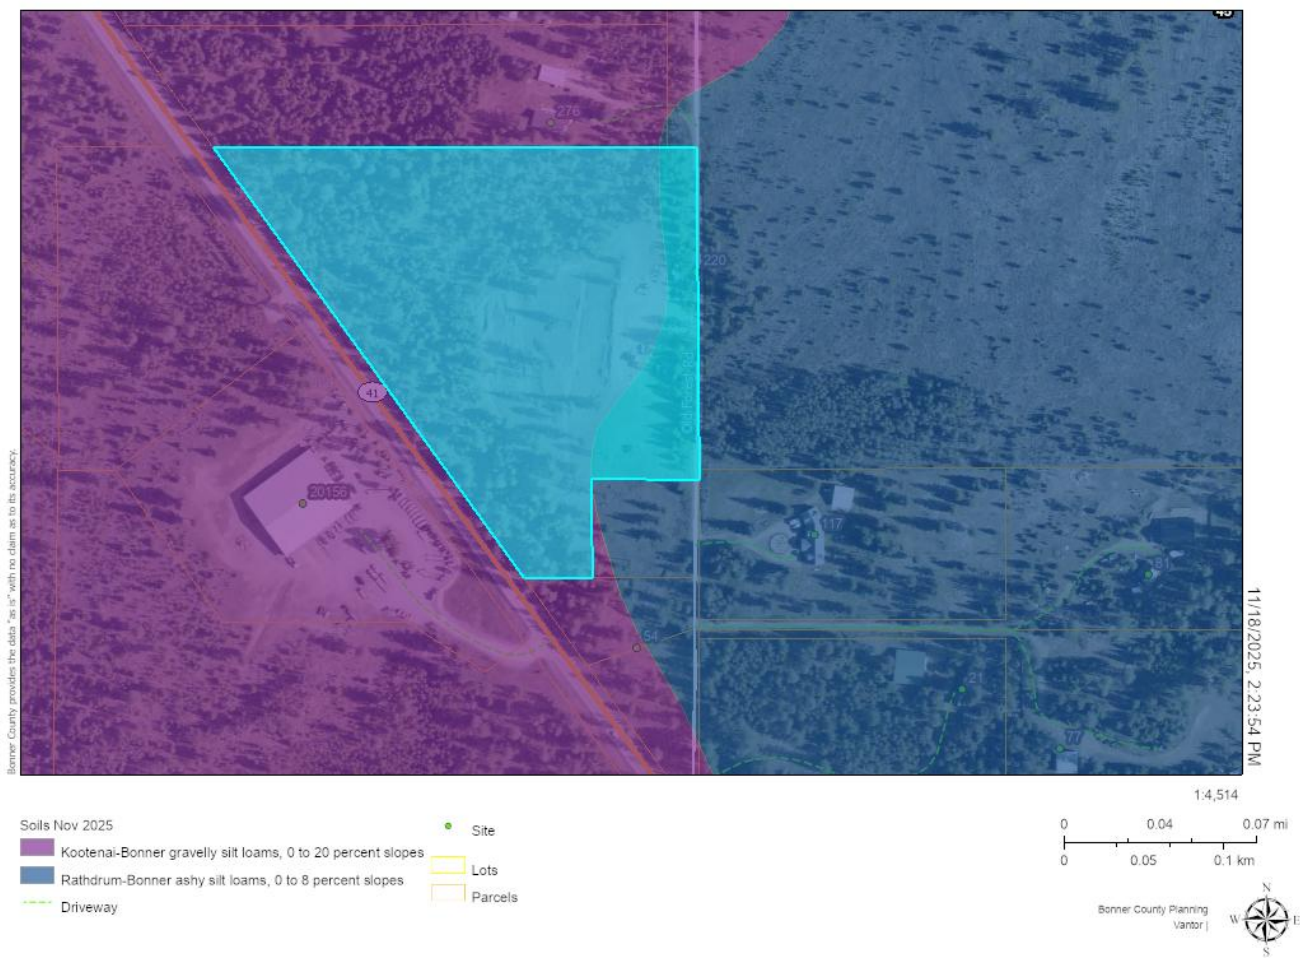 45
276
220
41
20156
117
81
54
21
77
Bonner County provides the data "as is" with no claim as to its accuracy.
11/18/2025, 2:23:54 PM
1:4,514
Soils Nov 2025
Kootenai-Bonner gravelly silt loams, 0 to 20 percent slopes
Rathdrum-Bonner ashy silt loams, 0 to 8 percent slopes
Driveway
Site
Lots
Parcels
0 0.04 0.07 mi
0 0.05 0.1 km
Bonner County Planning
Vantor |
N
W E
S